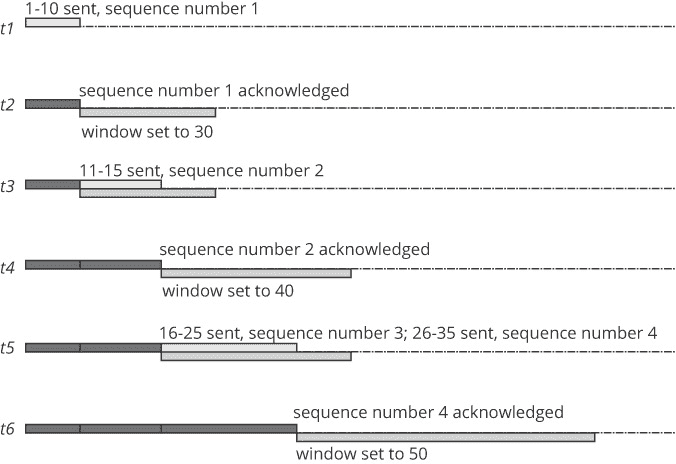 1-10 sent, sequence number 1
t1
sequence number 1 acknowledged
t2
window set to 30
11-15 sent, sequence number 2
t3
sequence number 2 acknowledged
t4
window set to 40
16-25 sent, sequence number 3; 26-35 sent, sequence number 4
t5
sequence number 4 acknowledged
t6
window set to 50